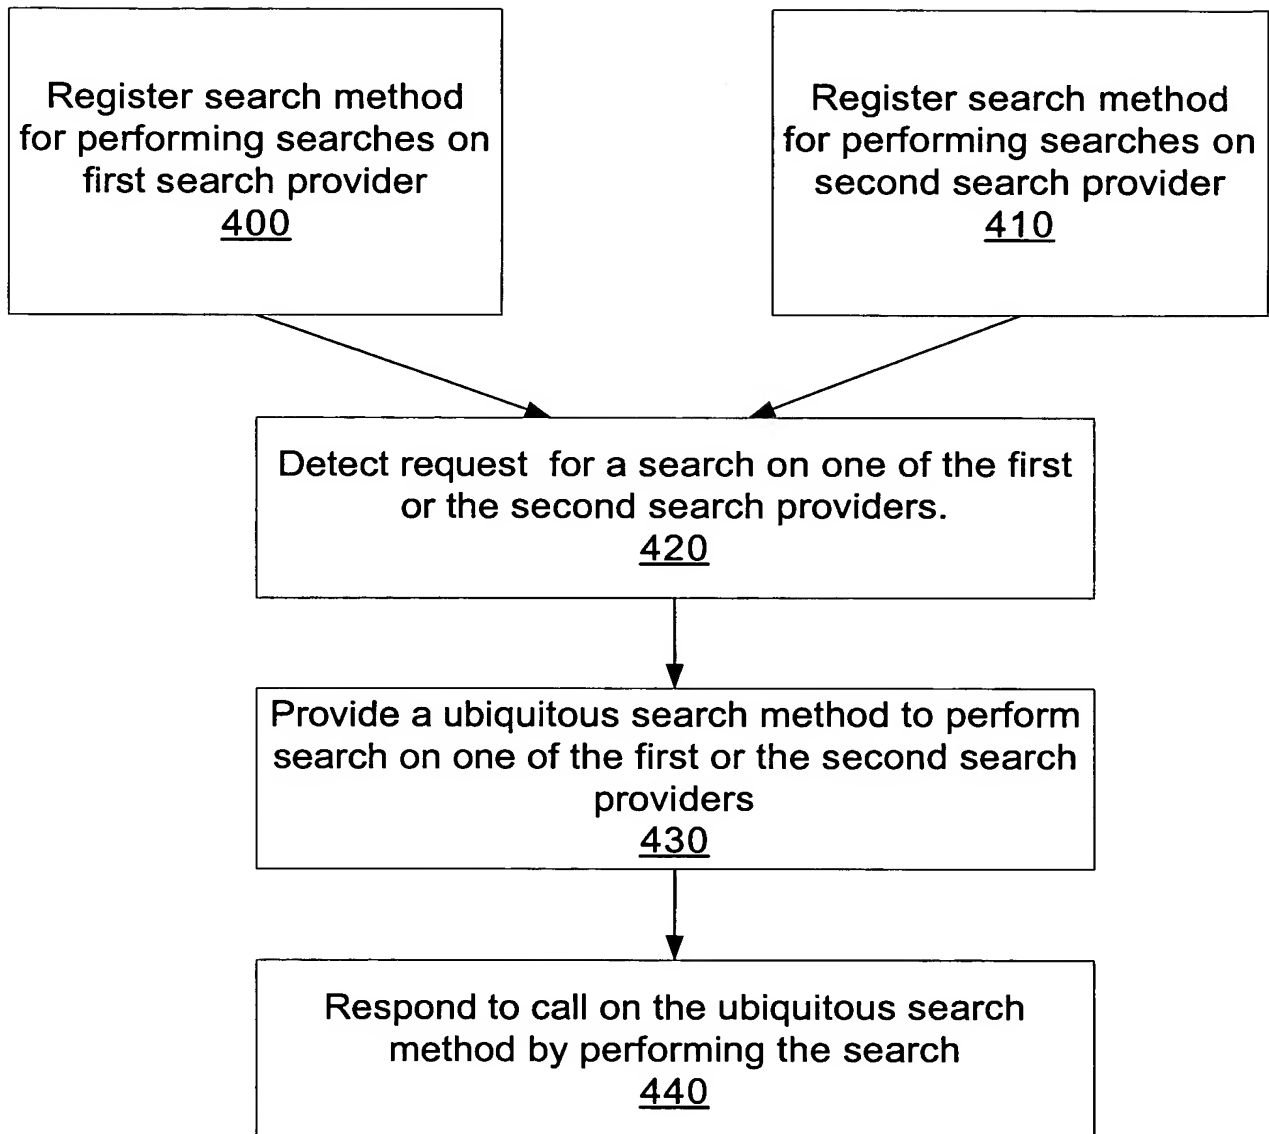 Register search method
for performing searches on
first search provider
400
Register search method
for performing searches on
second search provider
410
Detect request for a search on one of the first
or the second search providers.
420
Provide a ubiquitous search method to perform
search on one of the first or the second search
providers
430
Respond to call on the ubiquitous search
method by performing the search
440